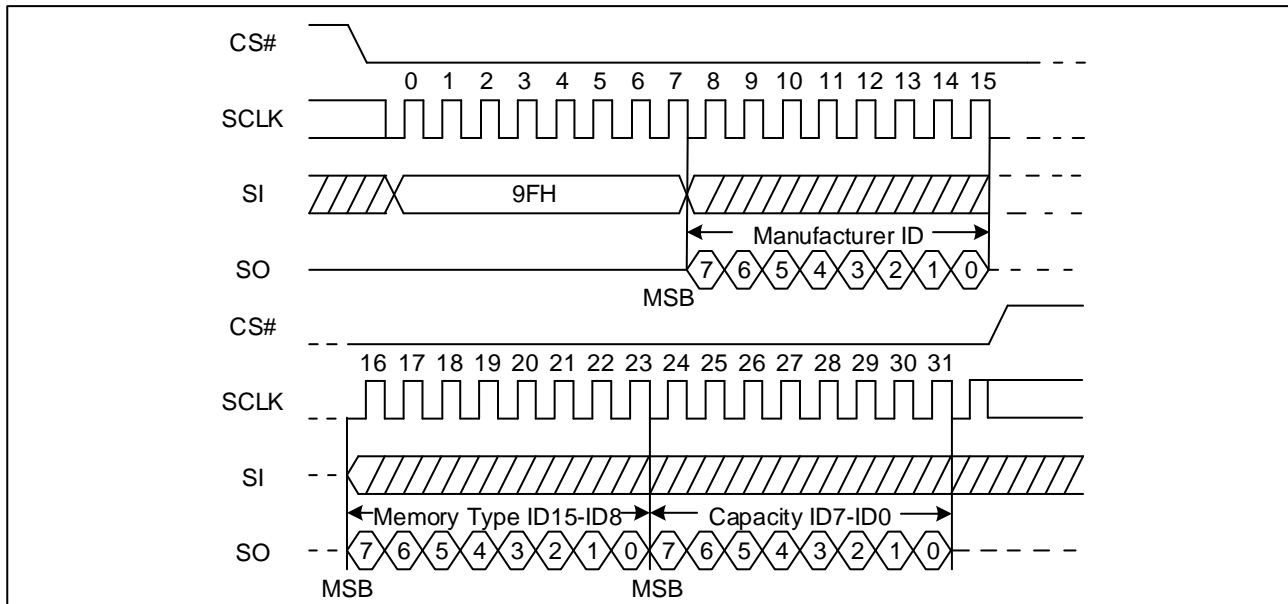 CS#
0 1 2 3 4 5 6 7 8 9 10 11 12 13 14 15
SCLK
SI
9FH
Manufacturer ID
SO
7 6 5 4 3 2 1 0
MSB
CS#
16 17 18 19 20 21 22 23 24 25 26 27 28 29 30 31
SCLK
SI
Memory Type ID15-ID8 Capacity ID7-ID0
SO
7 6 5 4 3 2 1 0 7 6 5 4 3 2 1 0
MSB MSB